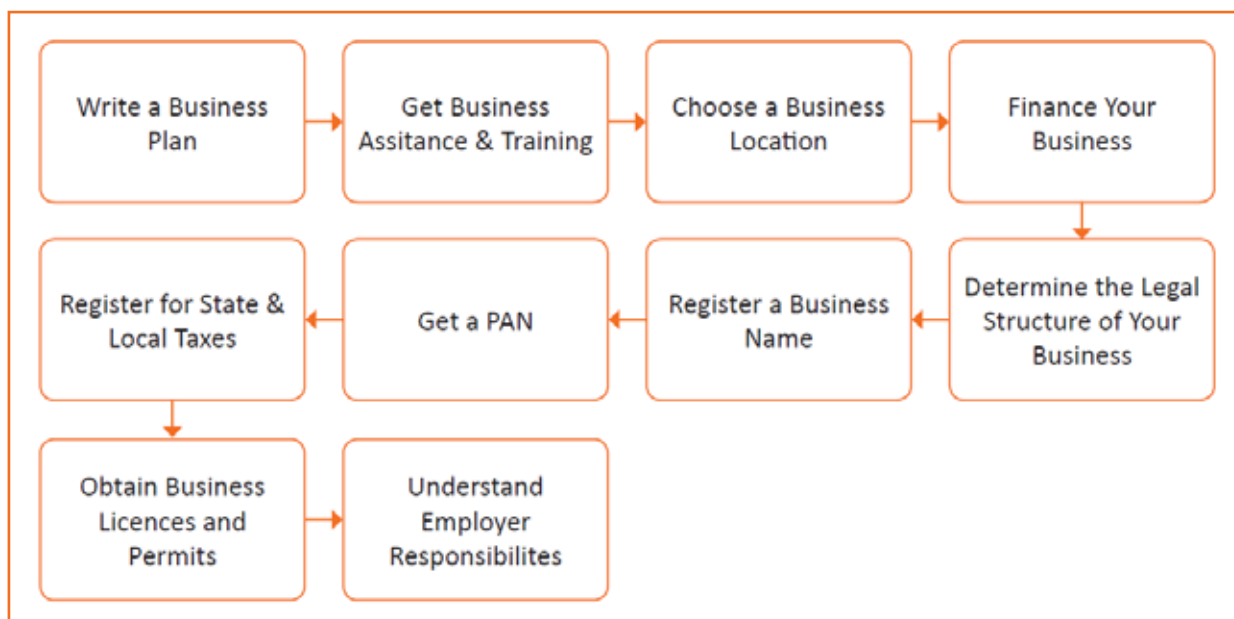 Write a Business
Plan
Get Business
Assitance & Training
Choose a Business
Location
Finance Your
Business
Determine the Legal
Structure of Your
Business
Register a Business
Name
Get a PAN
Register for State &
Local Taxes
Obtain Business
Licences and
Permits
Understand
Employer
Responsibilites